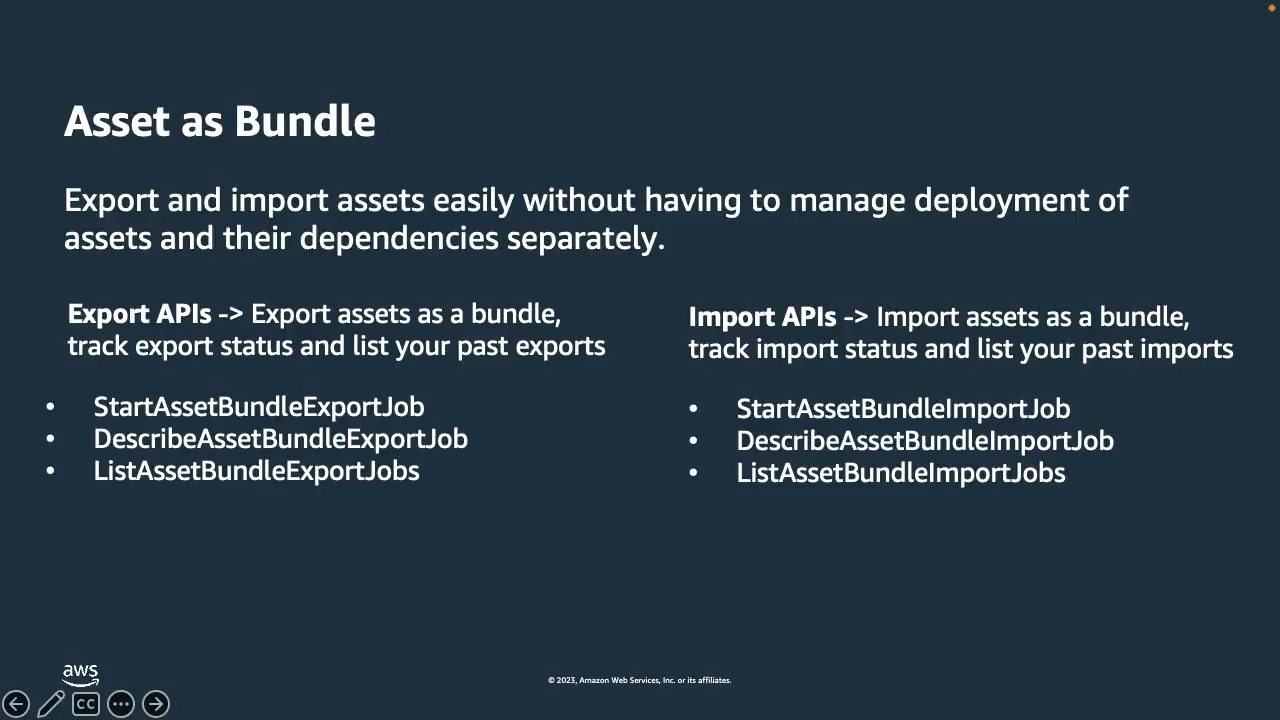 Asset as Bundle
Export and import assets easily without having to manage deployment of
assets and their dependencies separately.
Export APIs -> Export assets as a bundle,
track export status and list your past exports
• StartAssetBundleExportJob
• DescribeAssetBundleExportJob
• ListAssetBundleExportJobs
Import APIs -> Import assets as a bundle,
track import status and list your past imports
• StartAssetBundleImportJob
• DescribeAssetBundleImportJob
• ListAssetBundleImportJobs
aws
© 2023, Amazon Web Services, Inc. or its affiliates.
CC